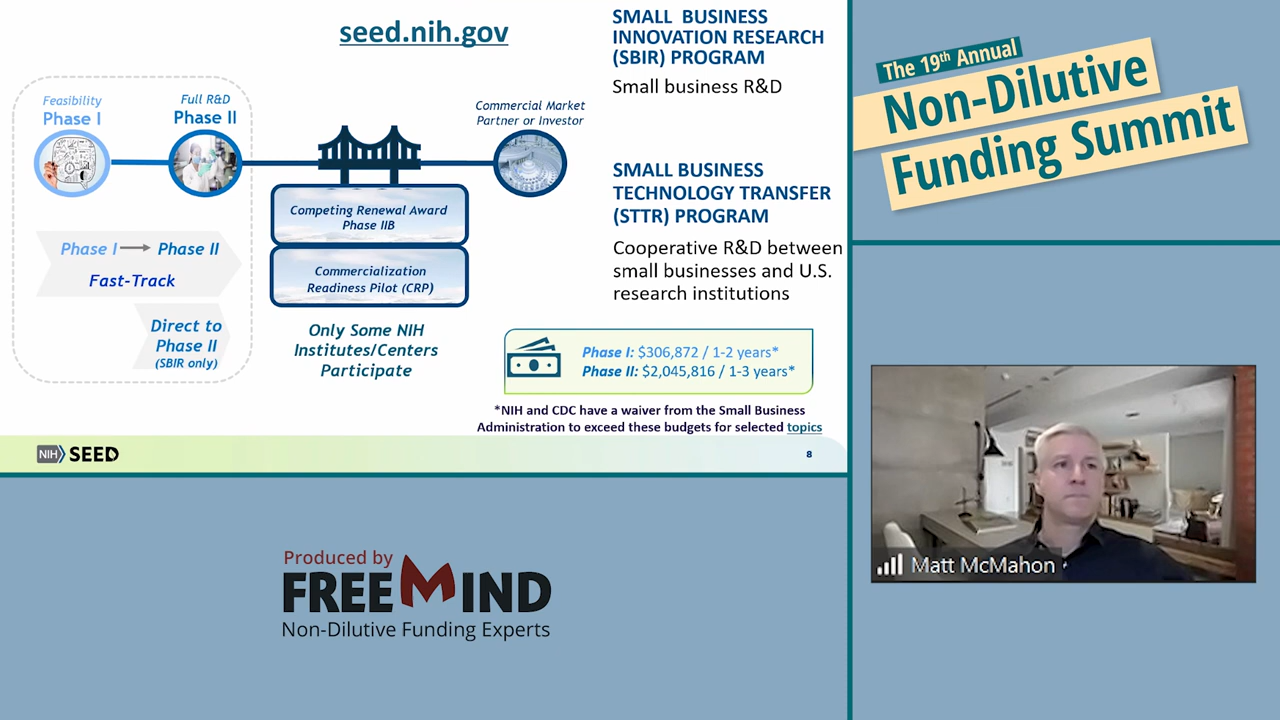 seed.nih.gov
Feasibility
Phase I
Full R&D
Phase II
Commercial Market
Partner or Investor
Competing Renewal Award
Phase IIB
Commercialization
Readiness Pilot (CRP)
Phase I
Phase II
Fast-Track
Direct to
Phase II
(SBIR only)
Only Some NIH
Institutes/Centers
Participate
SMALL BUSINESS
INNOVATION RESEARCH
(SBIR) PROGRAM
Small business R&D
SMALL BUSINESS
TECHNOLOGY TRANSFER
(STTR) PROGRAM
Cooperative R&D between
small businesses and U.S.
research institutions
Phase I: $306,872 / 1-2 years*
Phase II: $2,045,816 / 1-3 years*
*NIH and CDC have a waiver from the Small Business
Administration to exceed these budgets for selected topics
NIH SEED
8
The 19th Annual
Non-Dilutive
Funding Summit
Matt McMahon
Produced by
FREEMIND
Non-Dilutive Funding Experts